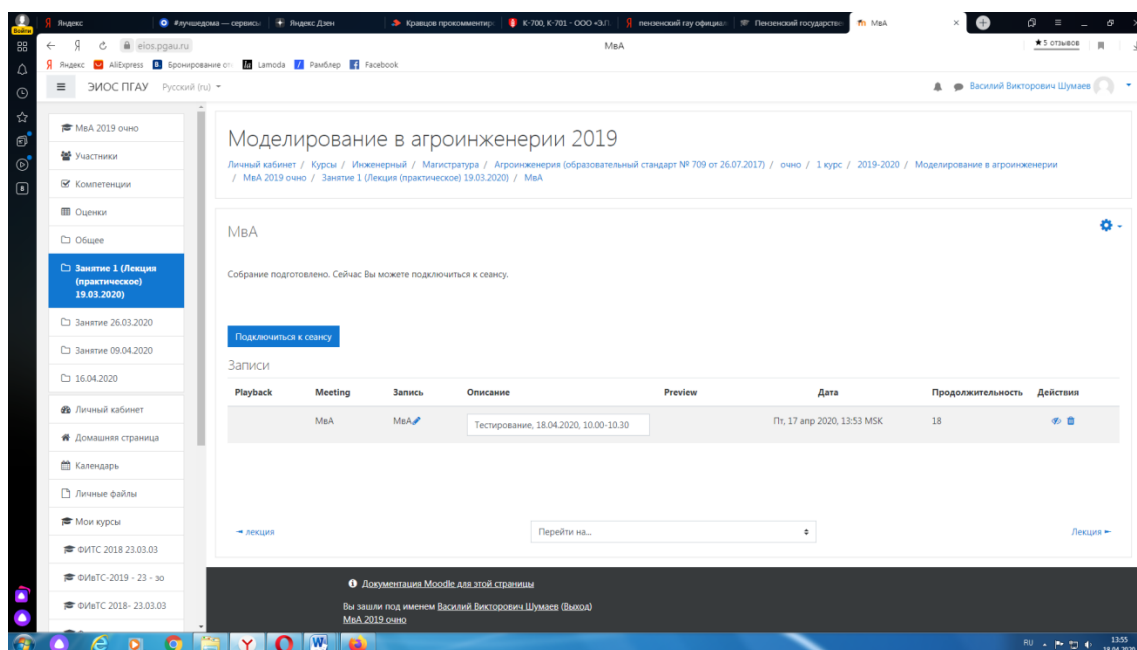 Войти
Яндекс
#лучшедома — сервисы
Яндекс Дзен
Кравцов прокомментиро
К-700, К-701 - ООО «ЗЛ
пензенский гау официал
Пензенский государстве
МвА
eios.pgau.ru
МвА
★ 5 отзывов
Яндекс
AliExpress
Бронирование от
Lamoda
Рамблер
Facebook
ЭИОС ПГАУ
Русский (ru)
Василий Викторович Шумаев
МвА 2019 очно
Участники
Компетенции
Оценки
Общее
Занятие 1 (Лекция
(практическое)
19.03.2020)
Занятие 26.03.2020
Занятие 09.04.2020
16.04.2020
Личный кабинет
Домашняя страница
Календарь
Личные файлы
Мои курсы
ФИТС 2018 23.03.03
ФИвТС-2019 - 23 - зо
ФИвТС 2018- 23.03.03
Моделирование в агроинженерии 2019
Личный кабинет / Курсы / Инженерный / Магистратура / Агроинженерия (образовательный стандарт № 709 от 26.07.2017) / очно / 1 курс / 2019-2020 / Моделирование в агроинженерии
/ МвА 2019 очно / Занятие 1 (Лекция (практическое) 19.03.2020) / МвА
МвА
Собрание подготовлено. Сейчас Вы можете подключиться к сеансу.
Подключиться к сеансу
Записи
Playback Meeting Запись Описание Preview Дата Продолжительность Действия
МвА МвА Тестирование, 18.04.2020, 10.00-10.30 Пт, 17 апр 2020, 13:53 MSK 18
◄ лекция
Перейти на...
Лекция ►
Документация Moodle для этой страницы
Вы зашли под именем Василий Викторович Шумаев (Выход)
МвА 2019 очно
RU
13:55
18.04.2020